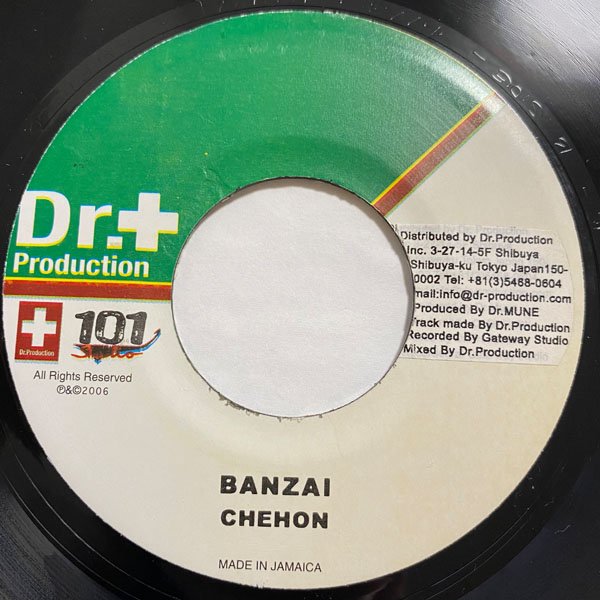 Dr.
Production
Dr.Production
101
All Rights Reserved
℗&©2006
Distributed by Dr.Production
Inc. 3-27-14-5F Shibuya
Shibuya-ku Tokyo Japan150-
0002 Tel: +81(3)5468-0604
mail:info@dr-production.com
Produced By Dr.MUNE
Track made By Dr.Production
Recorded By Gateway Studio
Mixed By Dr.Production
BANZAI
CHEHON
MADE IN JAMAICA